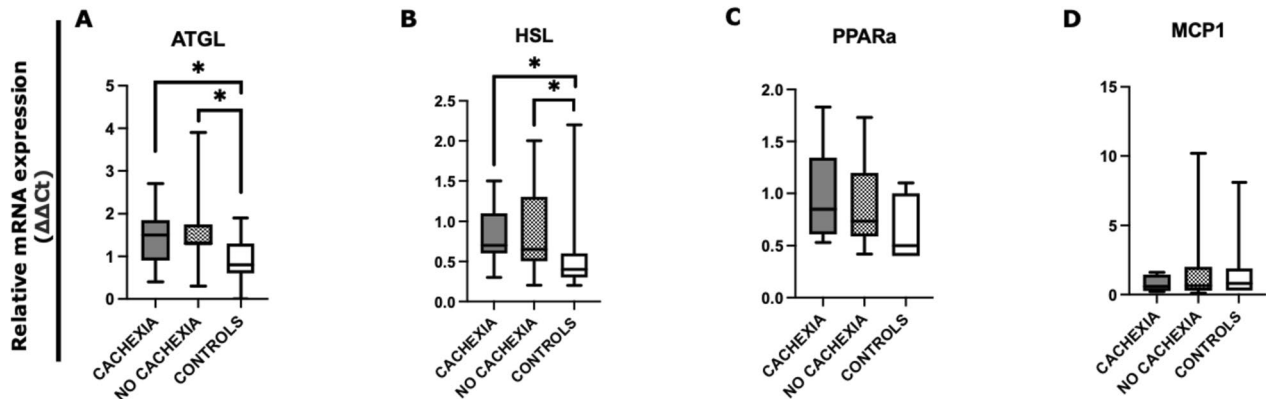 Relative mRNA expression
(ΔΔCt)
A
ATGL
*
*
5
4
3
2
1
0
CACHEXIA
NO CACHEXIA
CONTROLS
B
HSL
*
*
2.5
2.0
1.5
1.0
0.5
0.0
CACHEXIA
NO CACHEXIA
CONTROLS
C
PPARa
2.0
1.5
1.0
0.5
0.0
CACHEXIA
NO CACHEXIA
CONTROLS
D
MCP1
15
10
5
0
CACHEXIA
NO CACHEXIA
CONTROLS